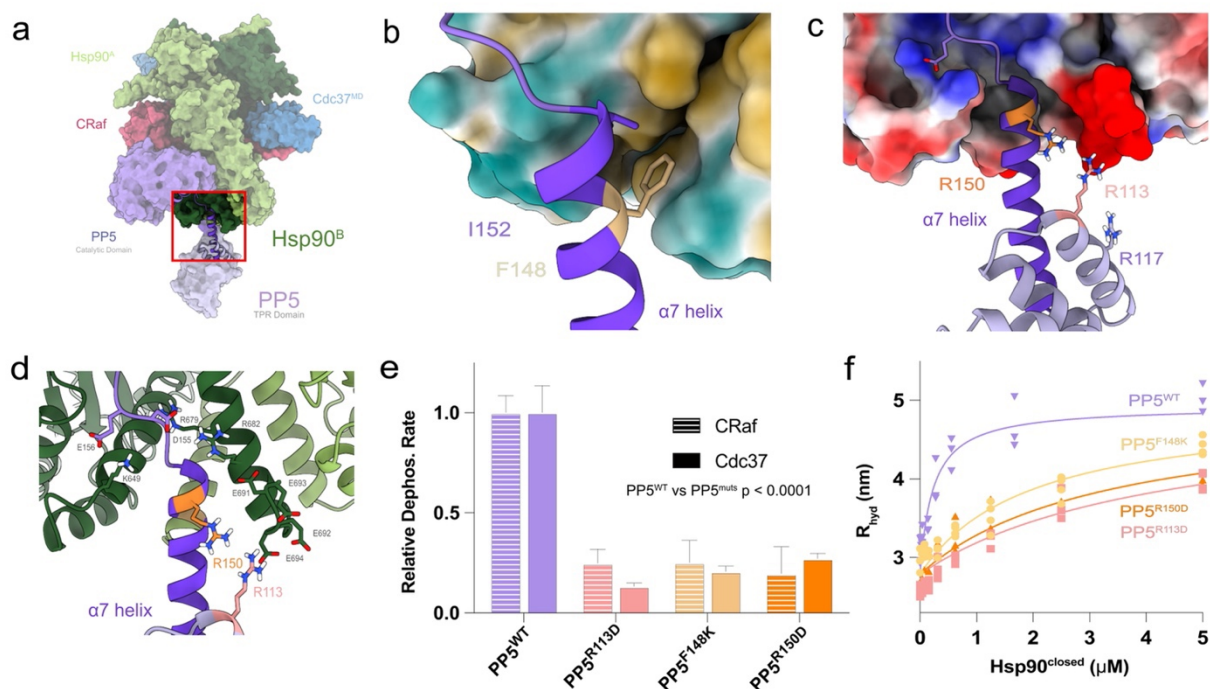 a
Hsp90ᴬ
CRaf
Cdc37ᴹᴰ
PP5
Catalytic Domain
Hsp90ᴮ
PP5
TPR Domain
b
I152
F148
α7 helix
c
R150
R113
α7 helix
R117
d
R679
D155
R682
E156
K649
E691
E693
E692
E694
R150
R113
α7 helix
e
Relative Dephos. Rate
1.0
0.5
0.0
CRaf
Cdc37
PP5ᵂᵀ vs PP5ᵐᵘᵗˢ p < 0.0001
PP5ᵂᵀ
PP5ᴿ¹¹³ᴰ
PP5ᶠ¹⁴⁸ᴷ
PP5ᴿ¹⁵⁰ᴰ
f
R_hyd (nm)
5
4
3
PP5ᵂᵀ
PP5ᶠ¹⁴⁸ᴷ
PP5ᴿ¹⁵⁰ᴰ
PP5ᴿ¹¹³ᴰ
0 1 2 3 4 5
Hsp90ᶜˡᵒˢᵉᵈ (µM)